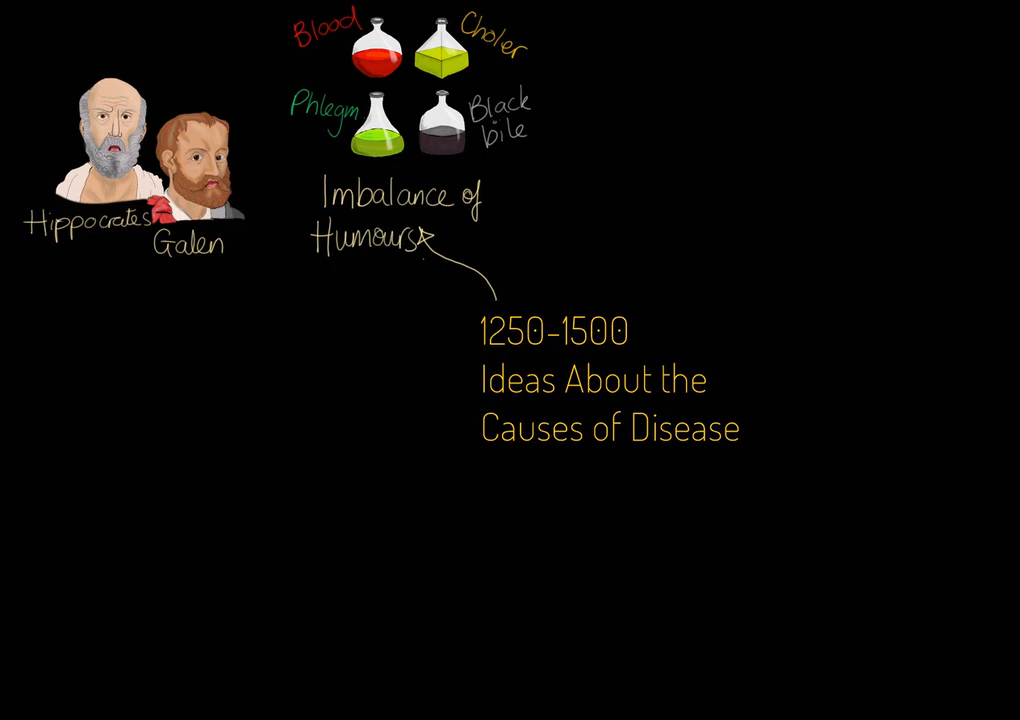 Blood
Choler
Phlegm
Black
bile
Imbalance of
Humours
Hippocrates
Galen
1250-1500
Ideas About the
Causes of Disease